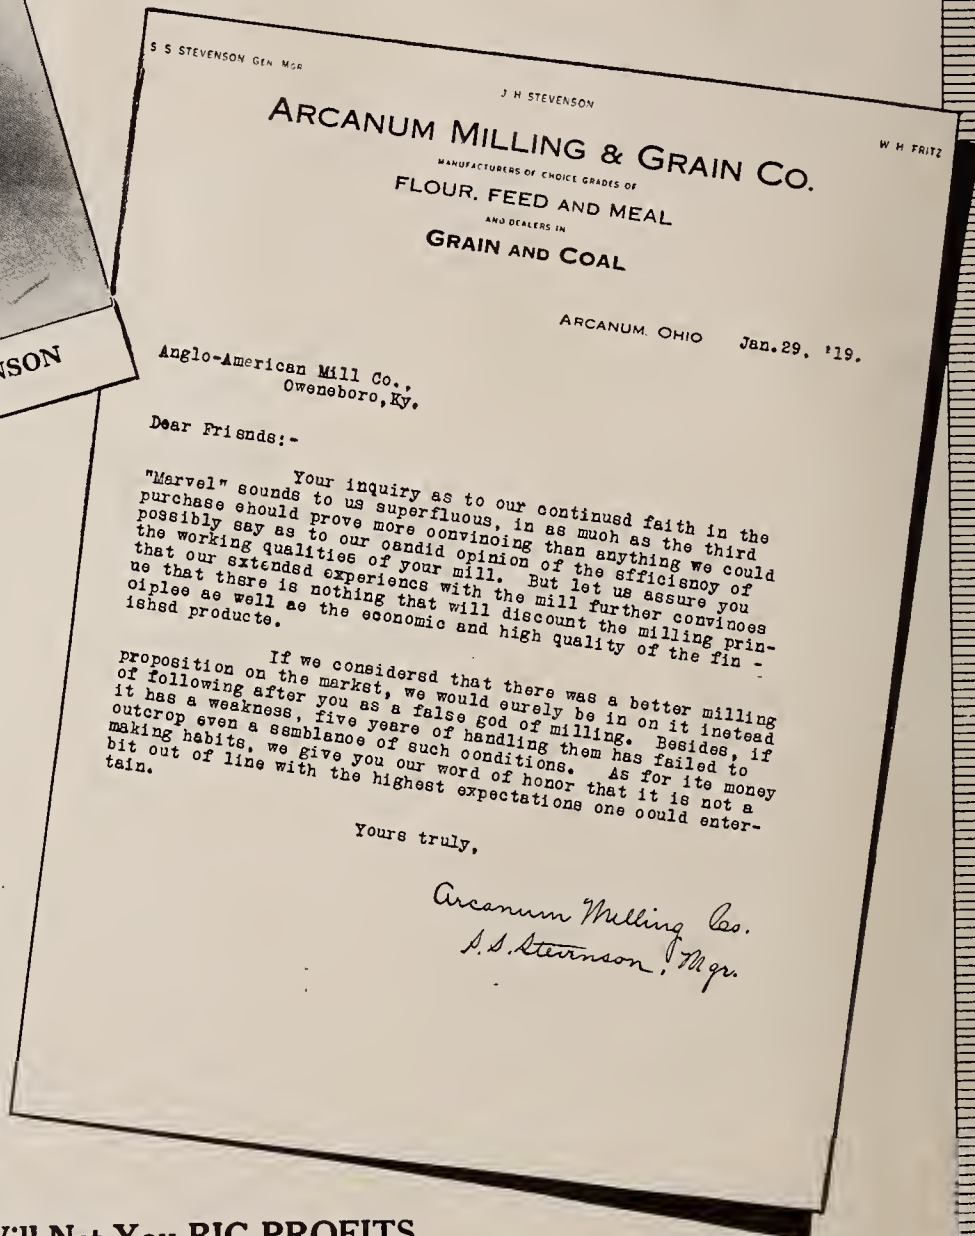 S S STEVENSON GEN MGR
J H STEVENSON
W H FRITZ
ARCANUM MILLING & GRAIN CO.
MANUFACTURERS OF CHOICE GRADES OF
FLOUR, FEED AND MEAL
AND DEALERS IN
GRAIN AND COAL
ARCANUM, OHIO Jan.29, '19.
NSON
Anglo-American Mill Co.,
Owensboro,Ky.
Dear Friends:-
Your inquiry as to our continued faith in the
"Marvel" sounds to us superfluous, in as much as the third
purchase should prove more convincing than anything we could
possibly say as to our candid opinion of the efficiency of
the working qualities of your mill. But let us assure you
that our extended experience with the mill further convinces
us that there is nothing that will discount the milling prin-
ciples as well as the economic and high quality of the fin -
ished products.
If we considered that there was a better milling
proposition on the market, we would surely be in on it instead
of following after you as a false god of milling. Besides, if
it has a weakness, five years of handling them has failed to
outcrop even a semblance of such conditions. As for its money
making habits, we give you our word of honor that it is not a
bit out of line with the highest expectations one could enter-
tain.
Yours truly,
Arcanum Milling Co.
S.S. Stevenson, Mgr.
Will Net You BIG PROFITS